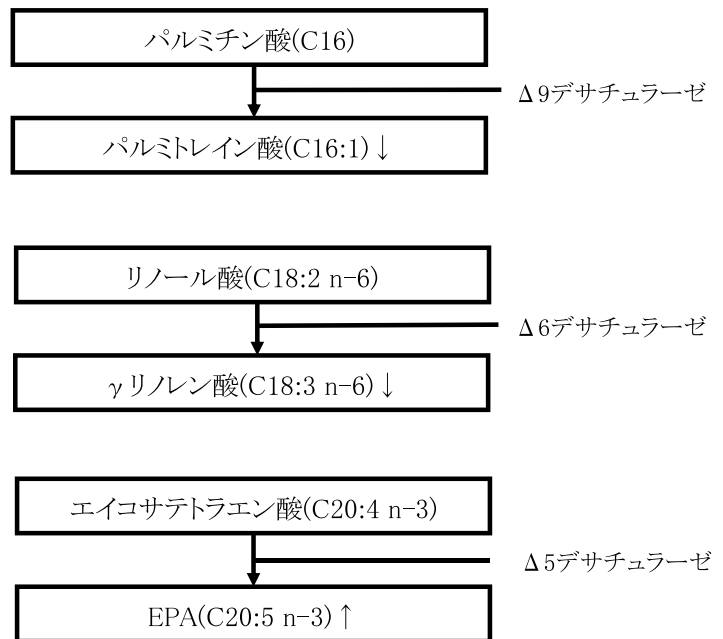 パルミチン酸(C16)
Δ9デサチュラーゼ
パルミトレイン酸(C16:1)↓
リノール酸(C18:2 n-6)
Δ6デサチュラーゼ
γリノレン酸(C18:3 n-6)↓
エイコサテトラエン酸(C20:4 n-3)
Δ5デサチュラーゼ
EPA(C20:5 n-3)↑